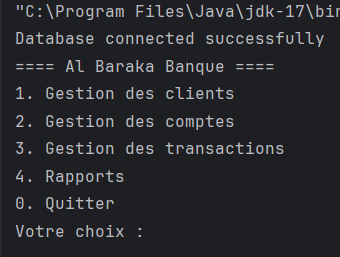 "C:\Program Files\Java\jdk-17\bin
Database connected successfully
==== Al Baraka Banque ====
1. Gestion des clients
2. Gestion des comptes
3. Gestion des transactions
4. Rapports
0. Quitter
Votre choix :